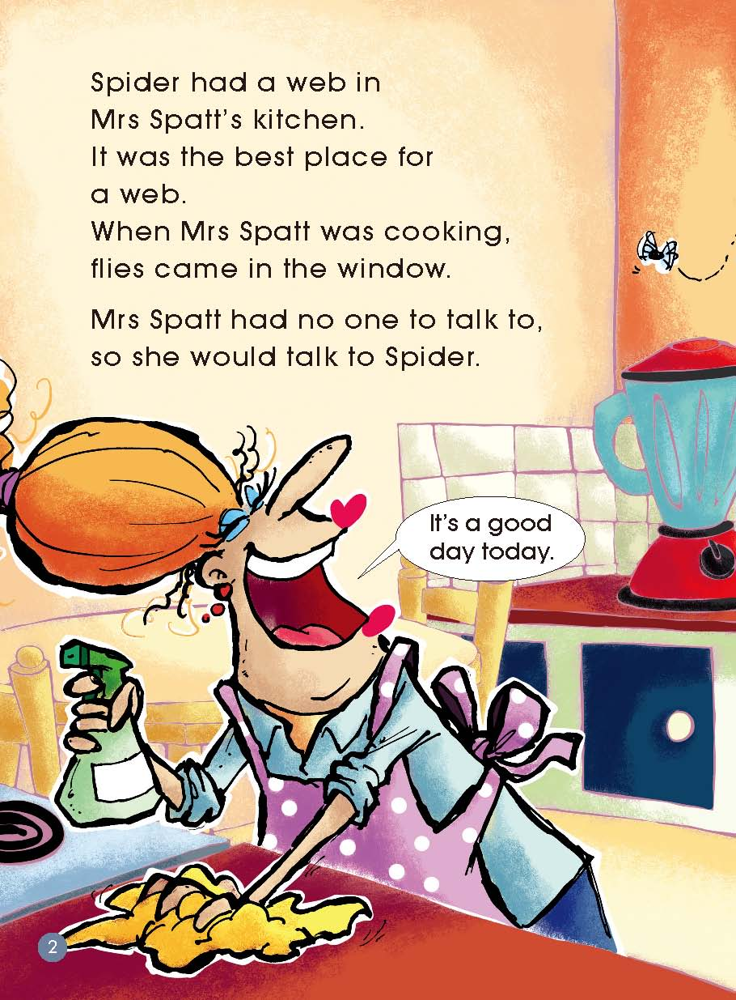 Spider had a web in
Mrs Spatt's kitchen.
It was the best place for
a web.
When Mrs Spatt was cooking,
flies came in the window.
Mrs Spatt had no one to talk to,
so she would talk to Spider.
It's a good
day today.
2